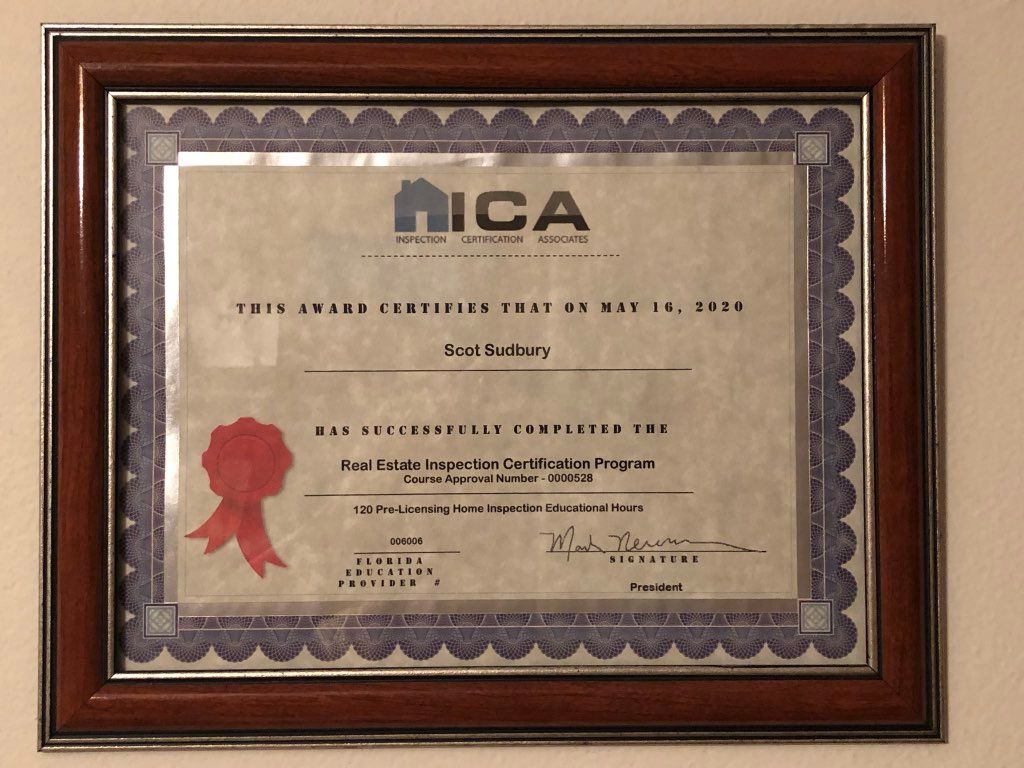 ICA
INSPECTION CERTIFICATION ASSOCIATES
THIS AWARD CERTIFIES THAT ON MAY 16, 2020
Scot Sudbury
HAS SUCCESSFULLY COMPLETED THE
Real Estate Inspection Certification Program
Course Approval Number - 0000528
120 Pre-Licensing Home Inspection Educational Hours
006006
FLORIDA
EDUCATION
PROVIDER #
SIGNATURE
President